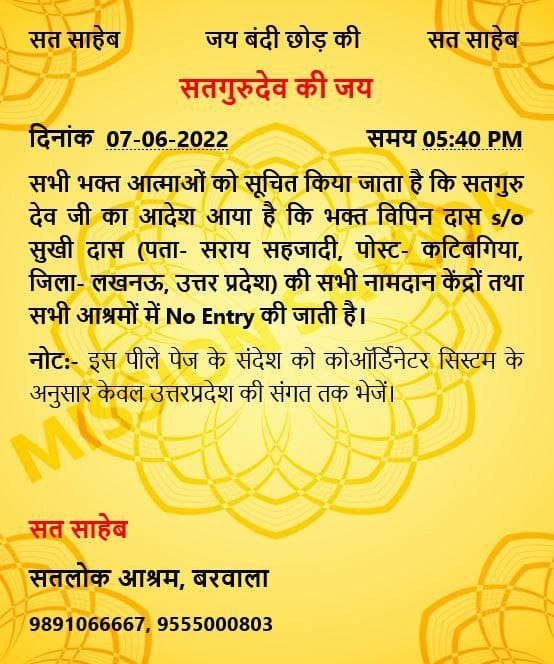 सत साहेब जय बंदी छोड़ की सत साहेब
सतगुरुदेव की जय
दिनांक 07-06-2022 समय 05:40 PM
सभी भक्त आत्माओं को सूचित किया जाता है कि सतगुरु
देव जी का आदेश आया है कि भक्त विपिन दास s/o
सुखी दास (पता- सराय सहजादी, पोस्ट- कटिबगिया,
जिला- लखनऊ, उत्तर प्रदेश) की सभी नामदान केंद्रों तथा
सभी आश्रमों में No Entry की जाती है।
नोट:- इस पीले पेज के संदेश को कोऑर्डिनेटर सिस्टम के
अनुसार केवल उत्तरप्रदेश की संगत तक भेजें।
सत साहेब
सतलोक आश्रम, बरवाला
9891066667, 9555000803